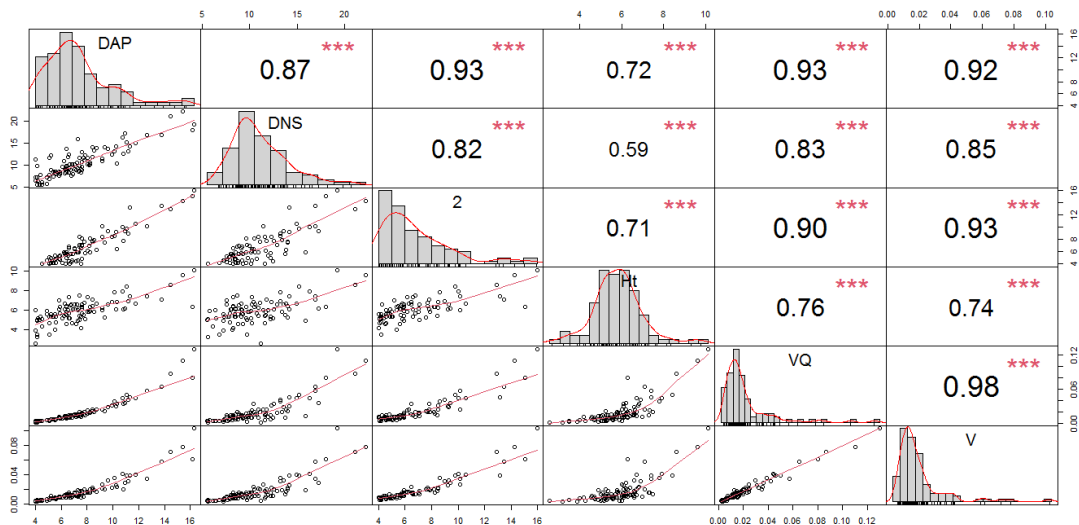 5 10 15 20 4 6 8 10 0.00 0.02 0.04 0.06 0.08 0.10
DAP 0.87 *** 0.93 *** 0.72 *** 0.93 *** 0.92 *** 4 6 8 12 16
5 10 15 20 DNS 0.82 *** 0.59 *** 0.83 *** 0.85 ***
2 0.71 *** 0.90 *** 0.93 *** 4 6 8 12 16
4 6 8 10 Ht 0.76 *** 0.74 ***
VQ 0.98 *** 0.00 0.06 0.12
0.00 0.04 0.08 V
4 6 8 10 12 14 16 4 6 8 10 12 14 16 0.00 0.02 0.04 0.06 0.08 0.12